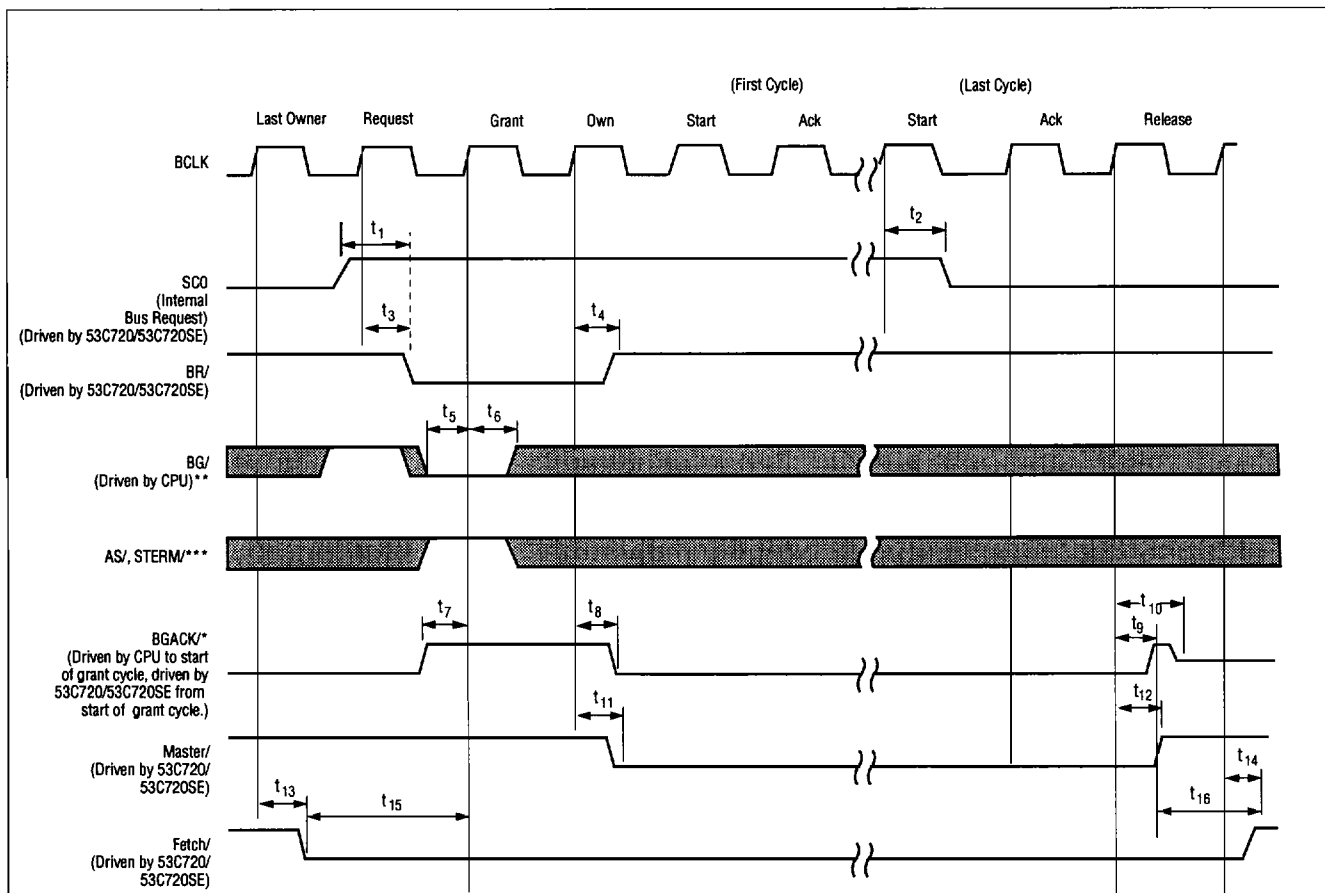 (First Cycle) (Last Cycle)
Last Owner Request Grant Own Start Ack Start Ack Release
BCLK
t1
t2
SC0
(Internal
Bus Request)
(Driven by 53C720/53C720SE)
t3
t4
BR/
(Driven by 53C720/53C720SE)
t5
t6
BG/
(Driven by CPU)**
AS/, STERM/***
t7
t8
t10
t9
BGACK/*
(Driven by CPU to start
of grant cycle, driven by
53C720/53C720SE from
start of grant cycle.)
t11
t12
Master/
(Driven by 53C720/
53C720SE)
t13
t15
t14
t16
Fetch/
(Driven by 53C720/
53C720SE)